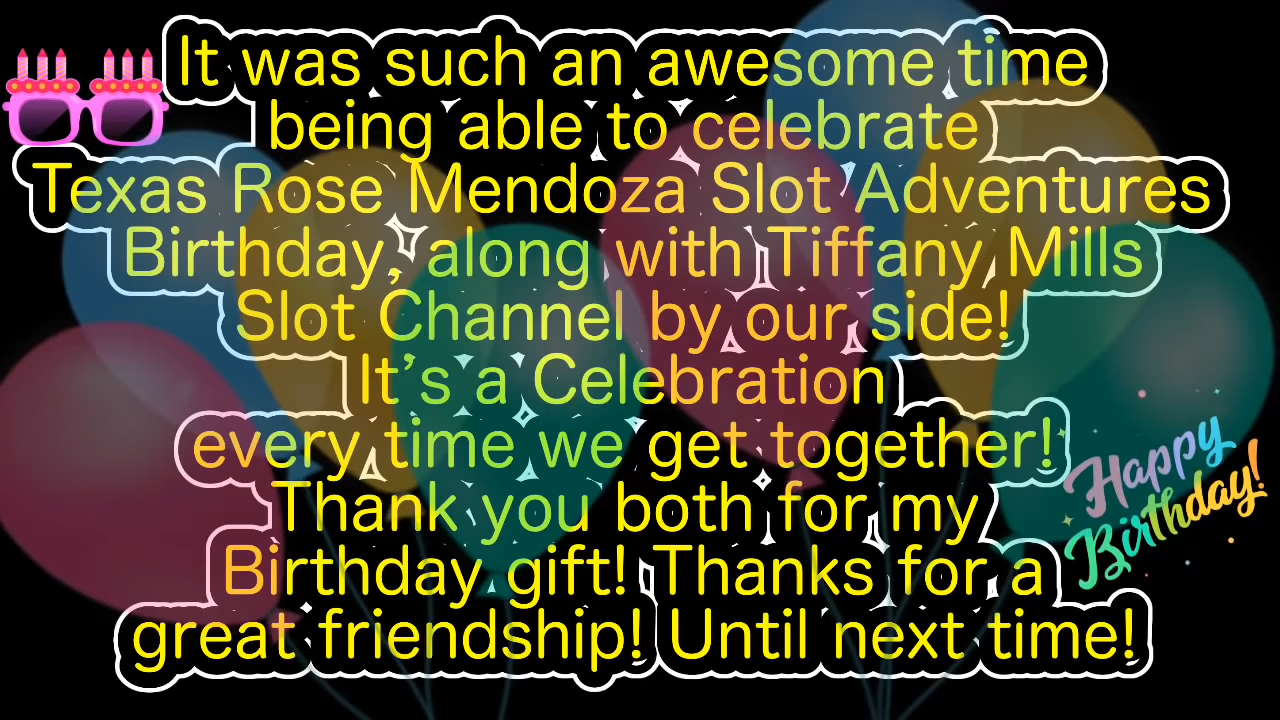 It was such an awesome time
being able to celebrate
Texas Rose Mendoza Slot Adventures
Birthday, along with Tiffany Mills
Slot Channel by our side!
It's a Celebration
every time we get together!
Thank you both for my
Birthday gift! Thanks for a
great friendship! Until next time!
Happy
Birthday!